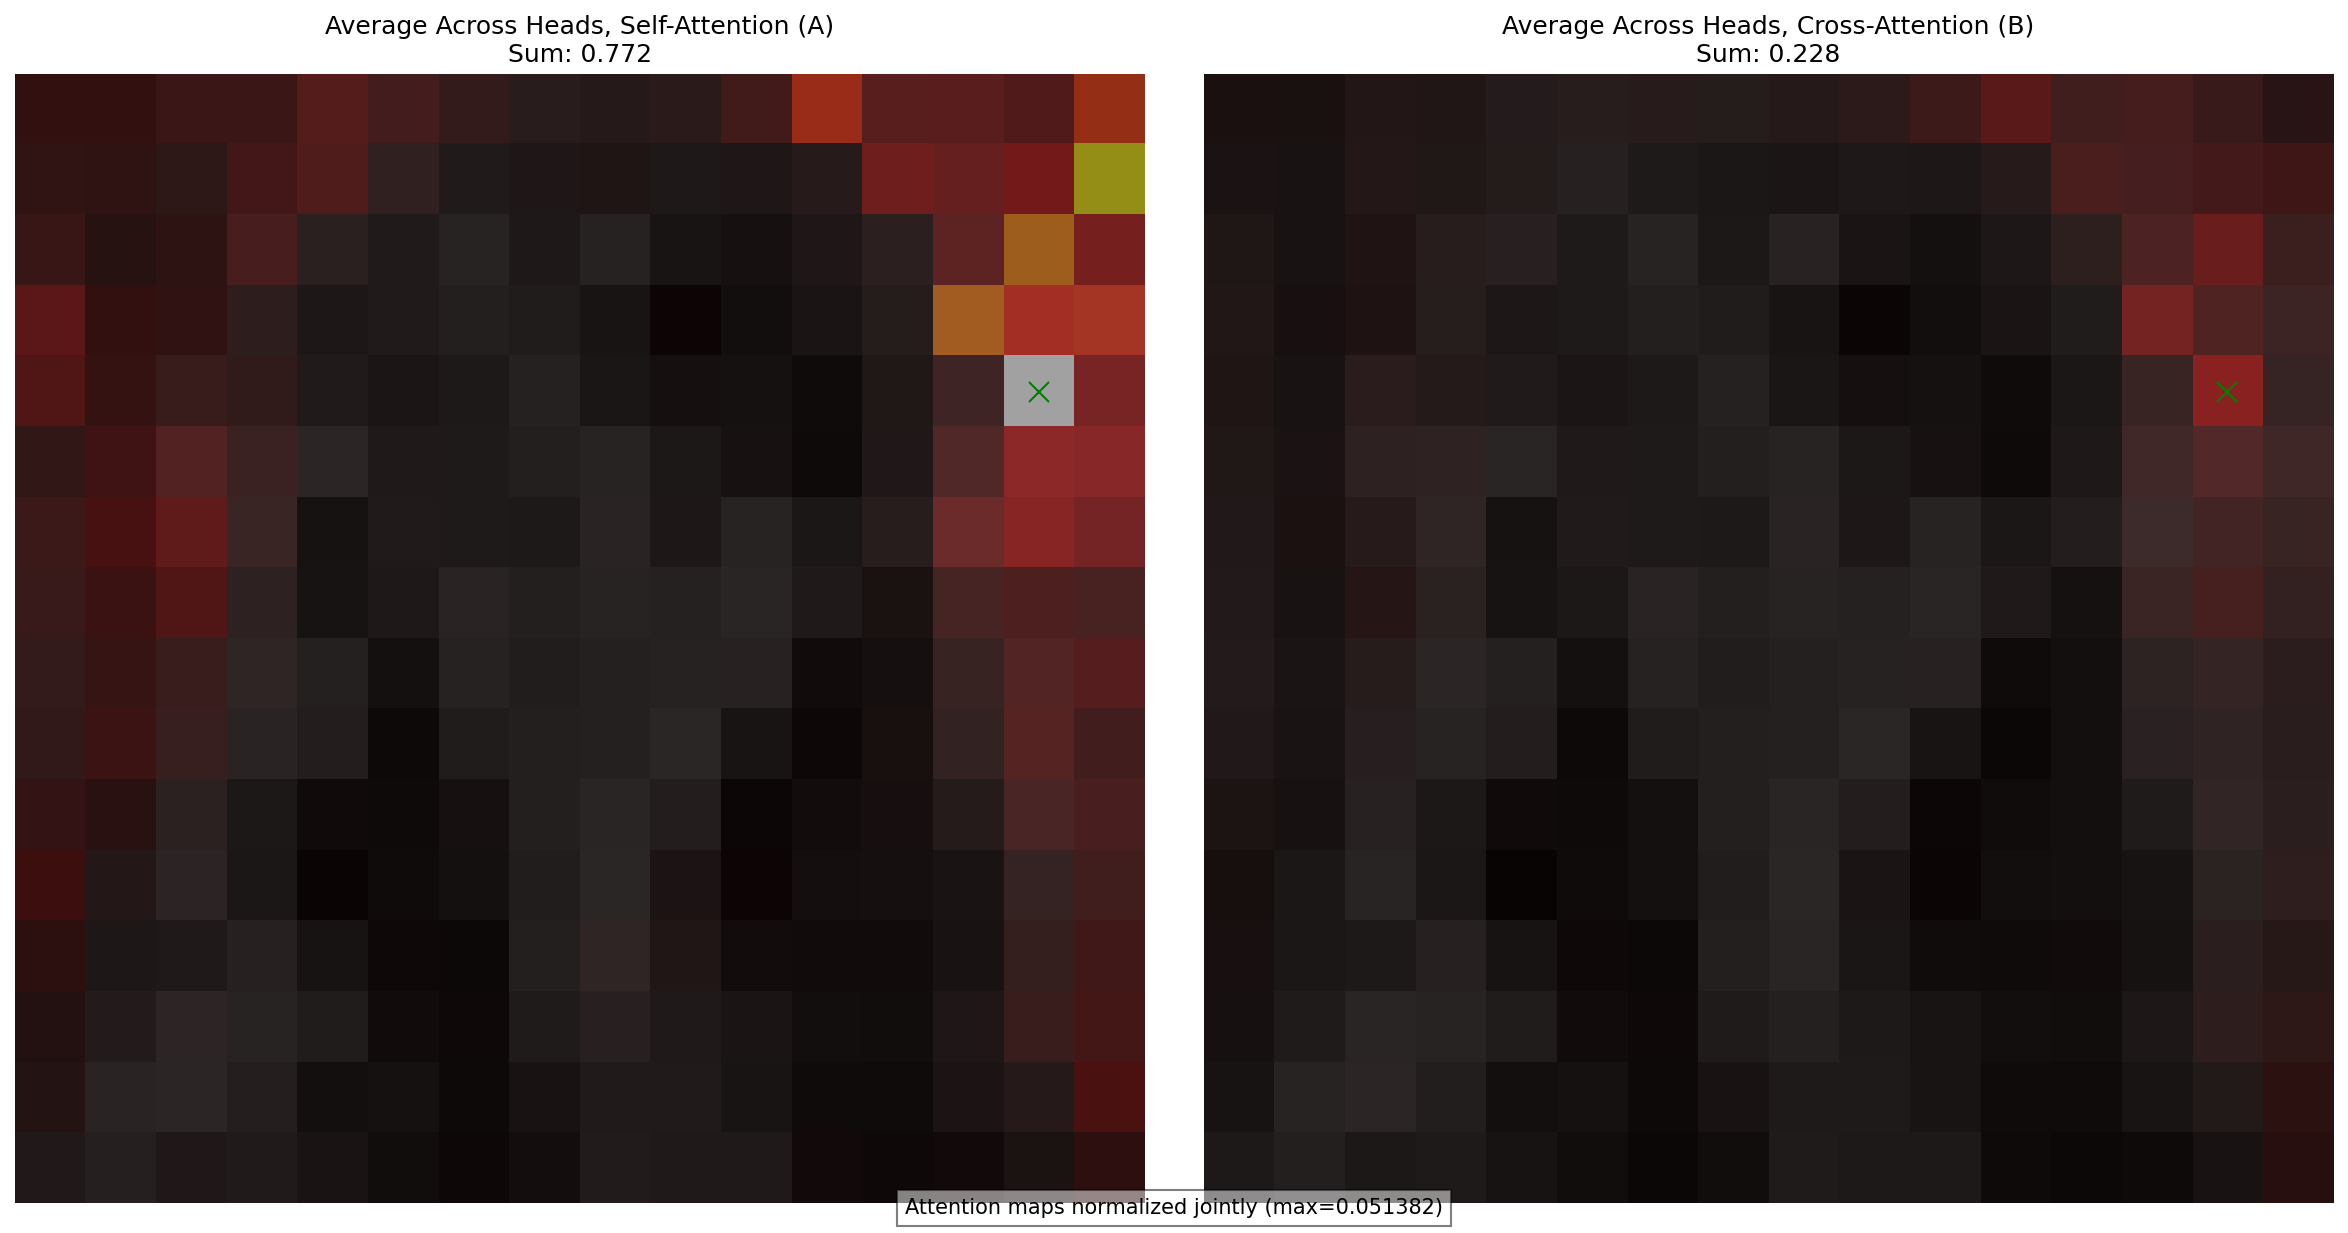 Average Across Heads, Self-Attention (A)
Sum: 0.772
Average Across Heads, Cross-Attention (B)
Sum: 0.228
Attention maps normalized jointly (max=0.051382)